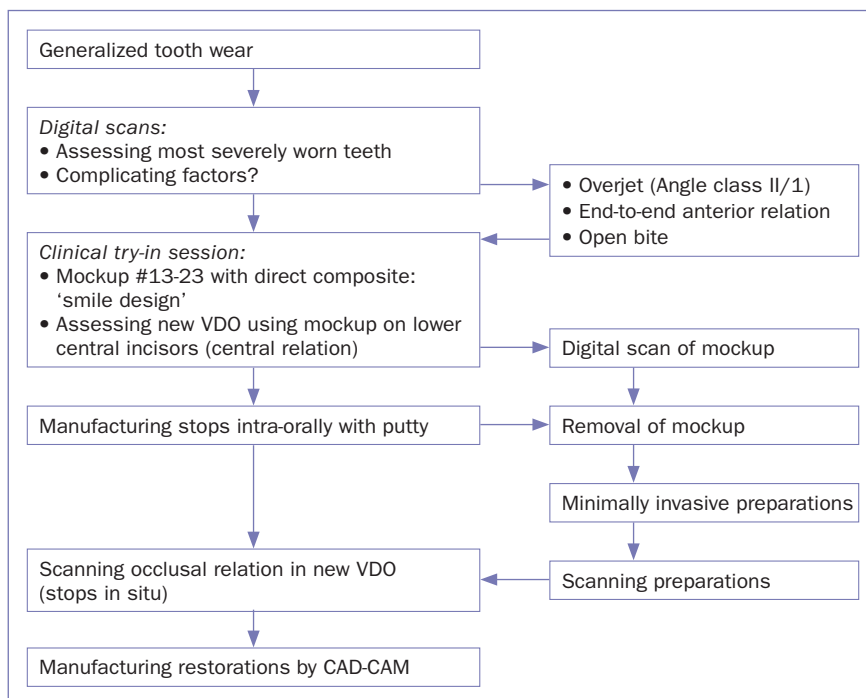 Generalized tooth wear
Digital scans:
• Assessing most severely worn teeth
• Complicating factors?
• Overjet (Angle class II/1)
• End-to-end anterior relation
• Open bite
Clinical try-in session:
• Mockup #13-23 with direct composite:
‘smile design’
• Assessing new VDO using mockup on lower
central incisors (central relation)
Digital scan of mockup
Manufacturing stops intra-orally with putty
Removal of mockup
Minimally invasive preparations
Scanning occlusal relation in new VDO
(stops in situ)
Scanning preparations
Manufacturing restorations by CAD-CAM